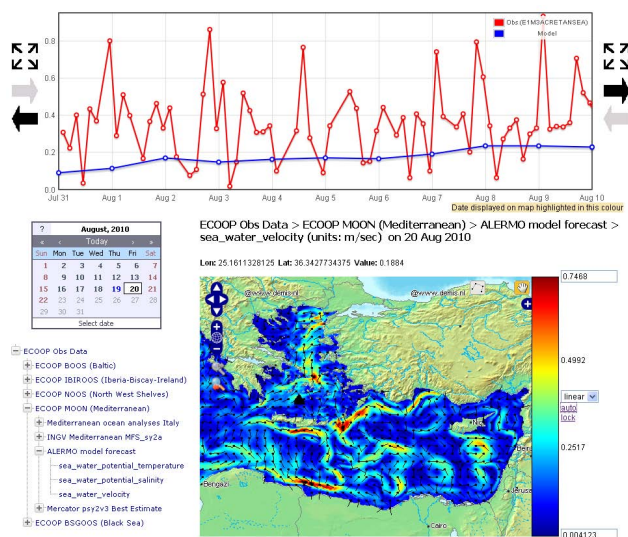 Obs (E1M3ACRETANSEA)
Model
0.8
0.6
0.4
0.2
0.0
Jul 31 Aug 1 Aug 2 Aug 3 Aug 4 Aug 5 Aug 6 Aug 7 Aug 8 Aug 9 Aug 10
Date displayed on map highlighted in this colour
? August, 2010
« ‹ Today › »
Sun Mon Tue Wed Thu Fri Sat
1 2 3 4 5 6 7
8 9 10 11 12 13 14
15 16 17 18 19 20 21
22 23 24 25 26 27 28
29 30 31
Select date
ECOOP Obs Data > ECOOP MOON (Mediterranean) > ALERMO model forecast >
sea_water_velocity (units: m/sec) on 20 Aug 2010
Lon: 25.1611328125 Lat: 36.3427734375 Value: 0.1884
ECOOP Obs Data
ECOOP BOOS (Baltic)
ECOOP IBIROOS (Iberia-Biscay-Ireland)
ECOOP NOOS (North West Shelves)
ECOOP MOON (Mediterranean)
Mediterranean ocean analyses Italy
INGV Mediterranean MFS_sy2a
ALERMO model forecast
sea_water_potential_temperature
sea_water_potential_salinity
sea_water_velocity
Mercator psy2v3 Best Estimate
ECOOP BSGOOS (Black Sea)
@www.demis.nl @www.demis.nl
Bengazi
Cairo
0.7468
0.4992
linear
auto
lock
0.2517
0.004123